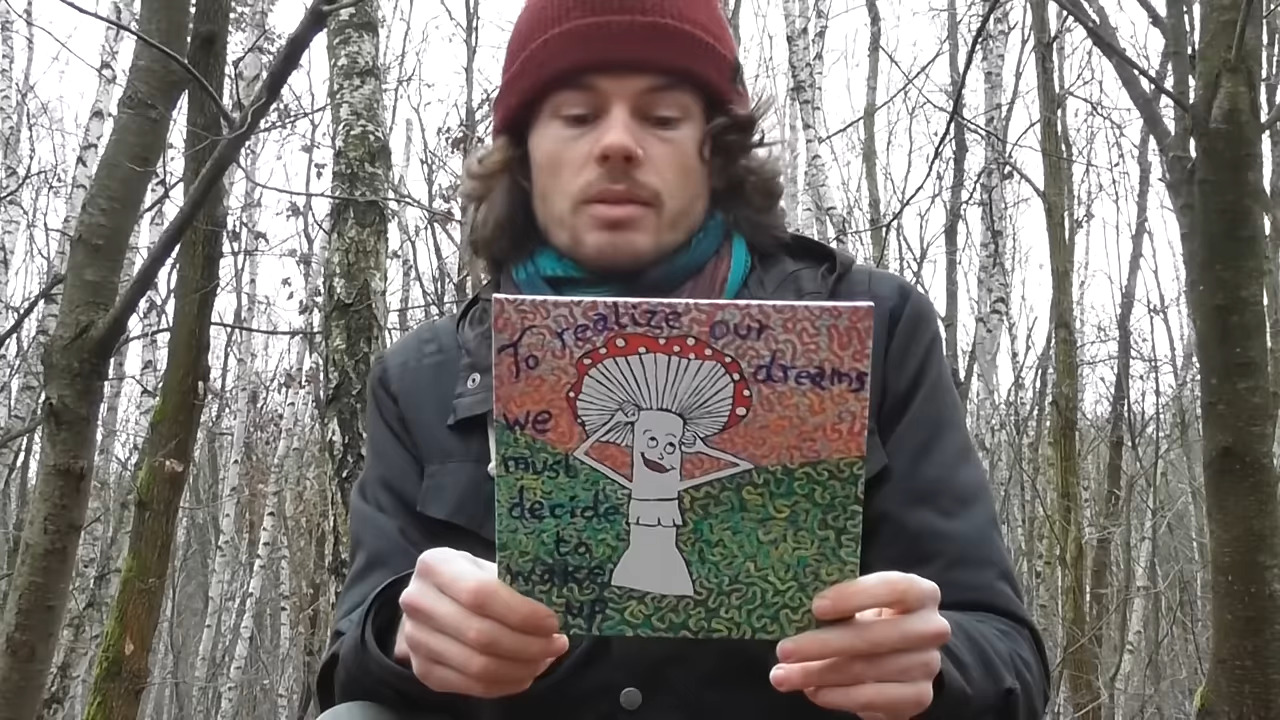 To realize our
dreams
we
must
decide
to
wake
up